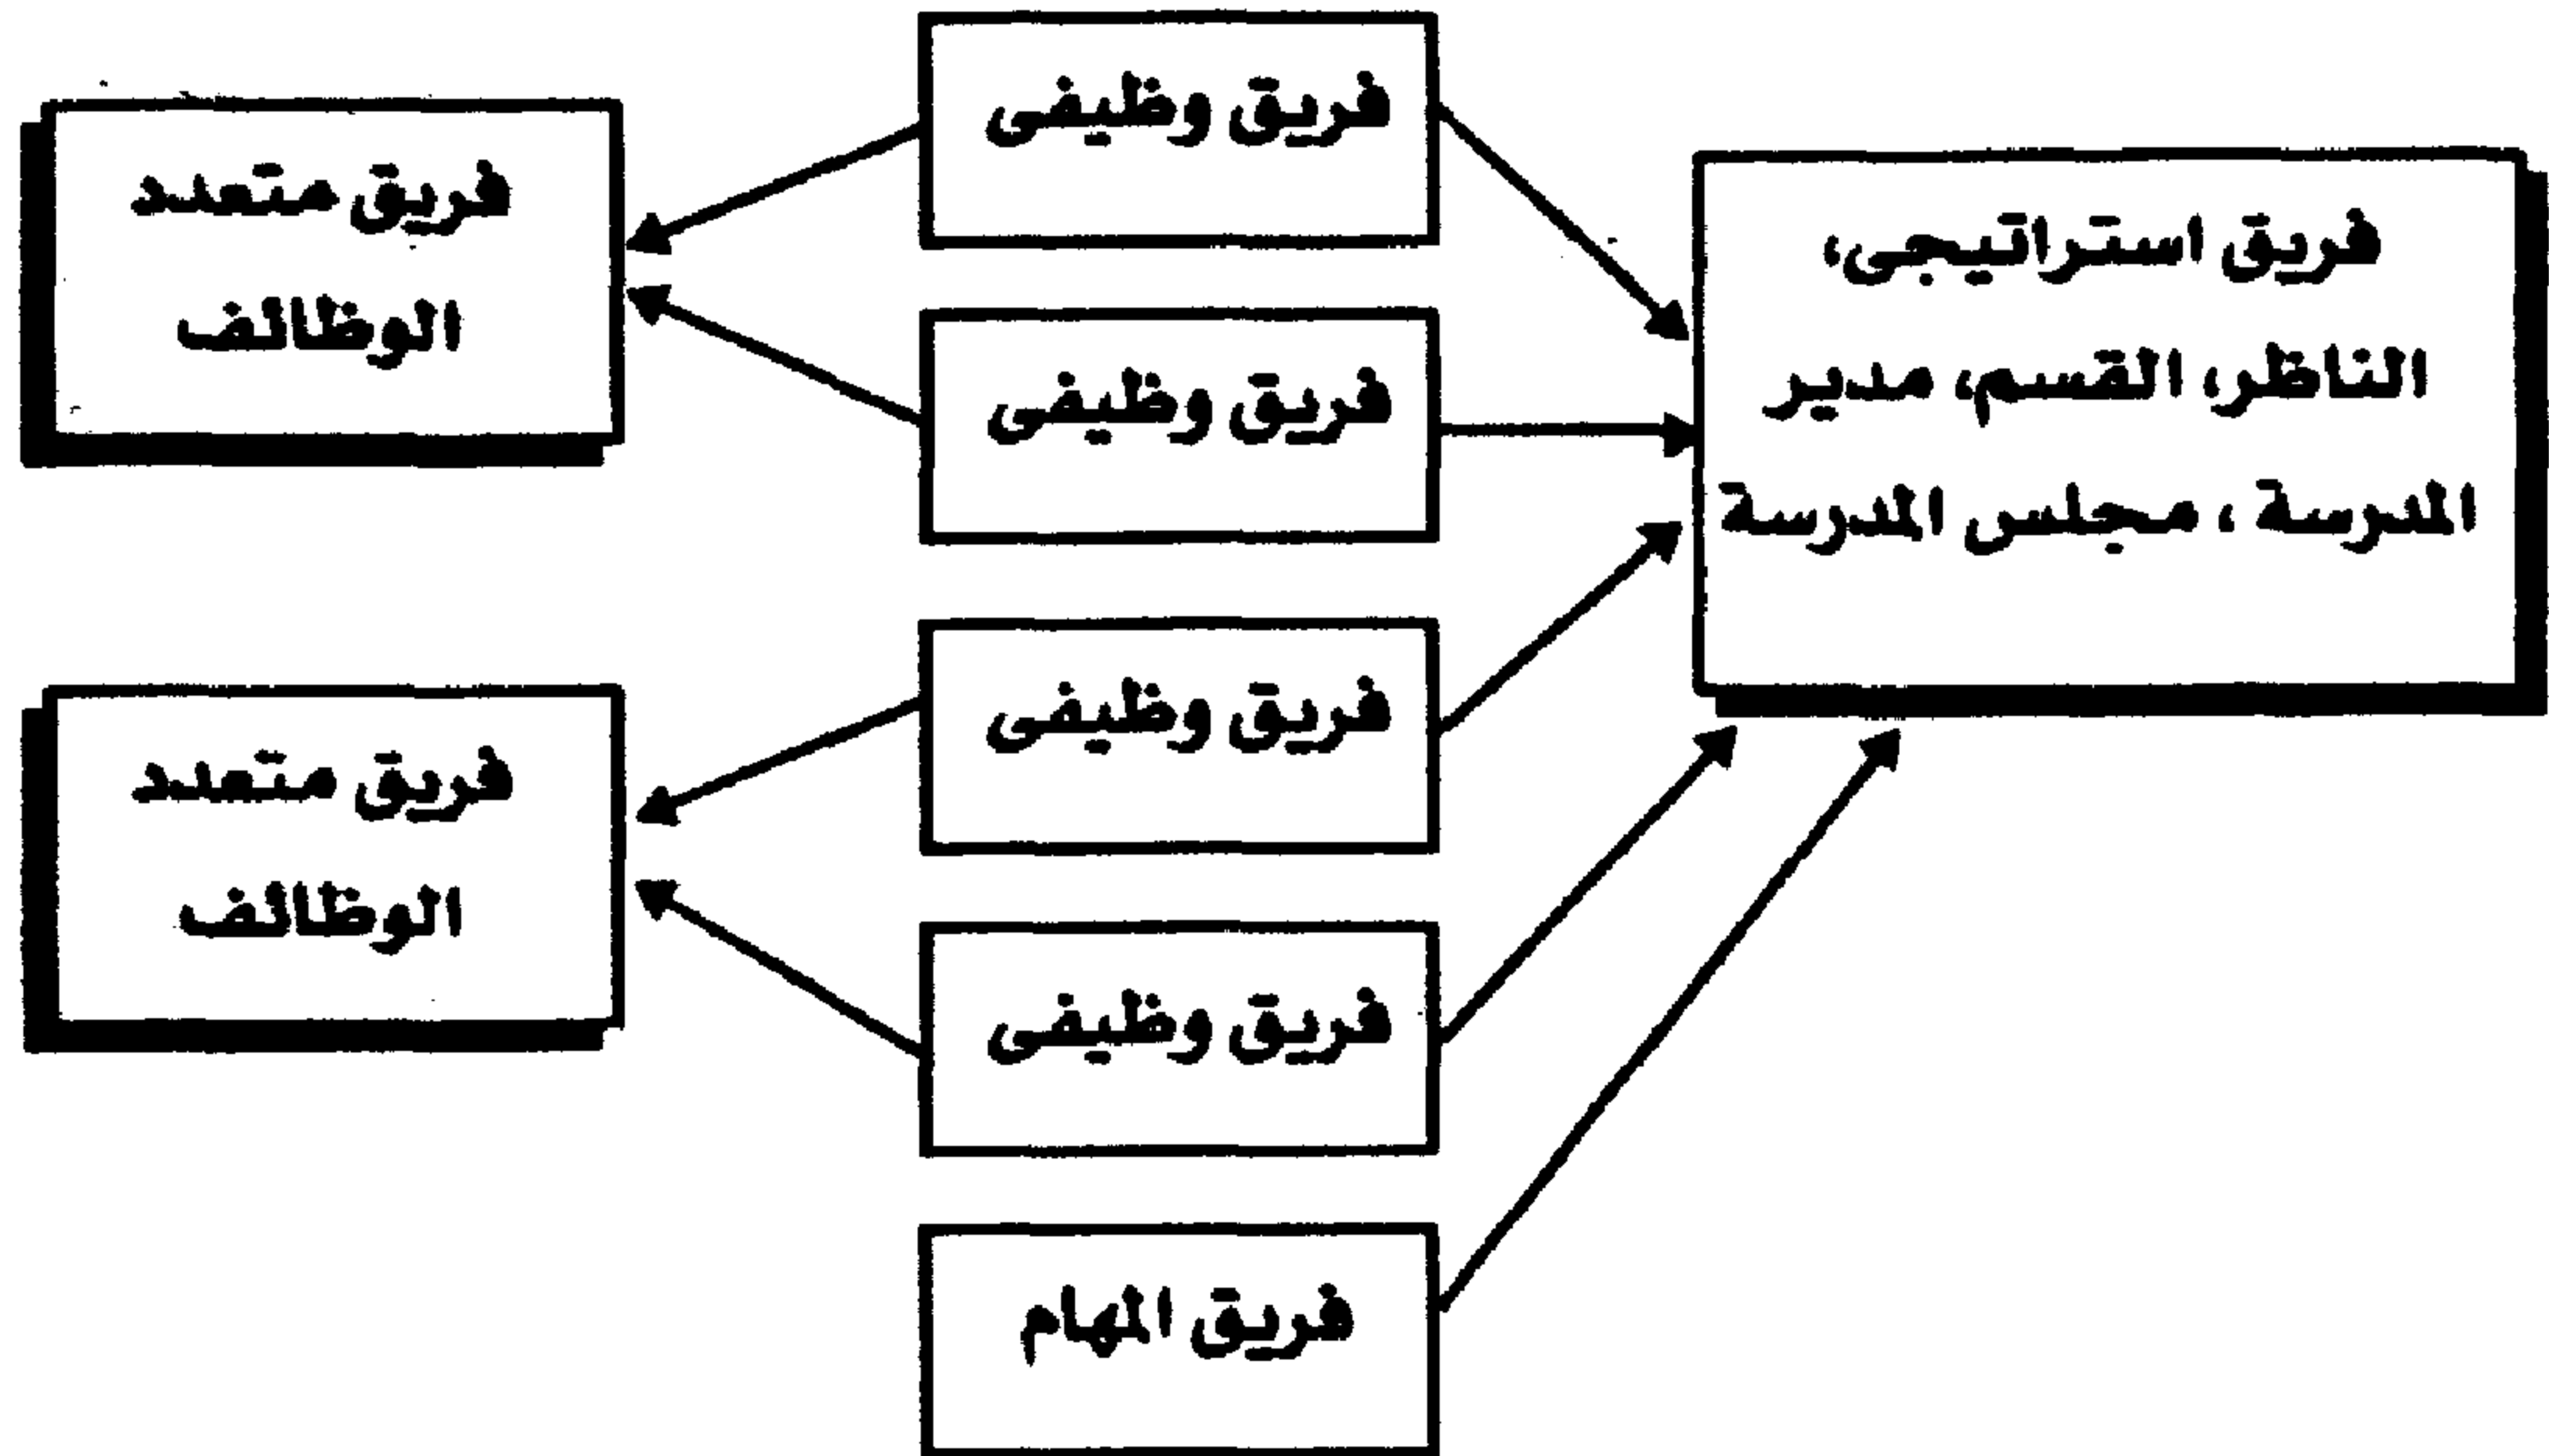 فريق استراتيجى،
الناظر، القسم، مدير
المدرسة ، مجلس المدرسة
فريق وظيفى
فريق وظيفى
فريق وظيفى
فريق وظيفى
فريق المهام
فريق متعدد
الوظائف
فريق متعدد
الوظائف